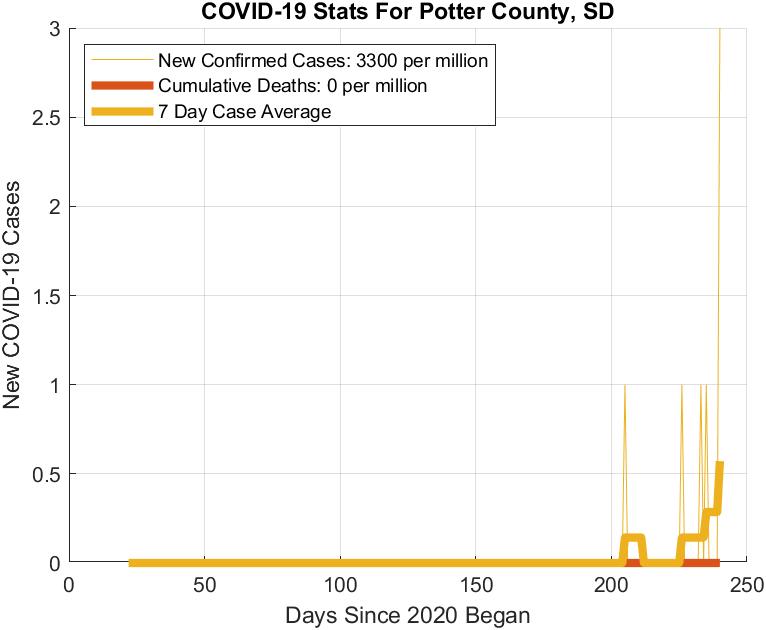 COVID-19 Stats For Potter County, SD
3
New Confirmed Cases: 3300 per million
Cumulative Deaths: 0 per million
7 Day Case Average
2.5
2
1.5
1
0.5
0
New COVID-19 Cases
0 50 100 150 200 250
Days Since 2020 Began